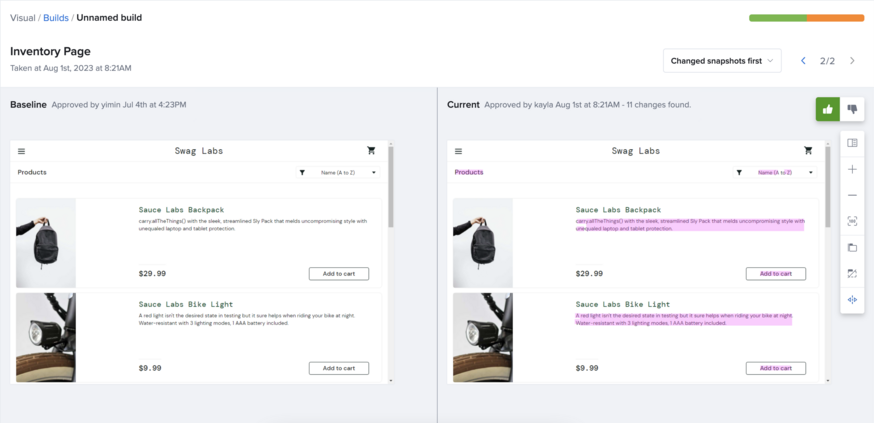 Visual / Builds / Unnamed build
Inventory Page
Taken at Aug 1st, 2023 at 8:21AM
Changed snapshots first
2/2
Baseline Approved by yimin Jul 4th at 4:23PM
Swag Labs
Products
Name (A to Z)
Sauce Labs Backpack
carry.allTheThings() with the sleek, streamlined Sly Pack that melds uncompromising style with
unequaled laptop and tablet protection.
$29.99
Add to cart
Sauce Labs Bike Light
A red light isn't the desired state in testing but it sure helps when riding your bike at night.
Water-resistant with 3 lighting modes, 1 AAA battery included.
$9.99
Add to cart
Current Approved by kayla Aug 1st at 8:21AM - 11 changes found.
Swag Labs
Products
Name (A to Z)
Sauce Labs Backpack
carry.allTheThings() with the sleek, streamlined Sly Pack that melds uncompromising style with
unequaled laptop and tablet protection.
$29.99
Add to cart
Sauce Labs Bike Light
A red light isn't the desired state in testing but it sure helps when riding your bike at night.
Water-resistant with 3 lighting modes, 1 AAA battery included.
$9.99
Add to cart